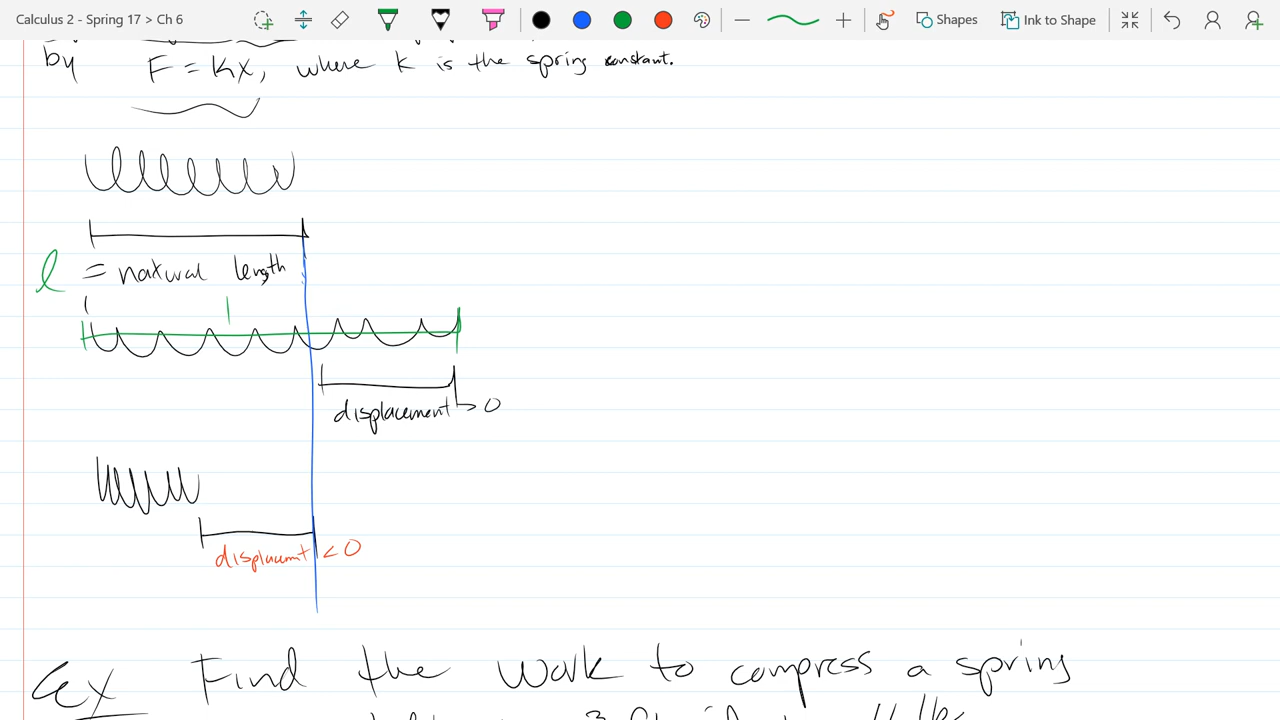 Calculus 2 - Spring 17 > Ch 6
Shapes
Ink to Shape
by F = kx, where k is the spring constant.
l = natural length
displacement > 0
displacemt < 0
Ex Find the work to compress a spring